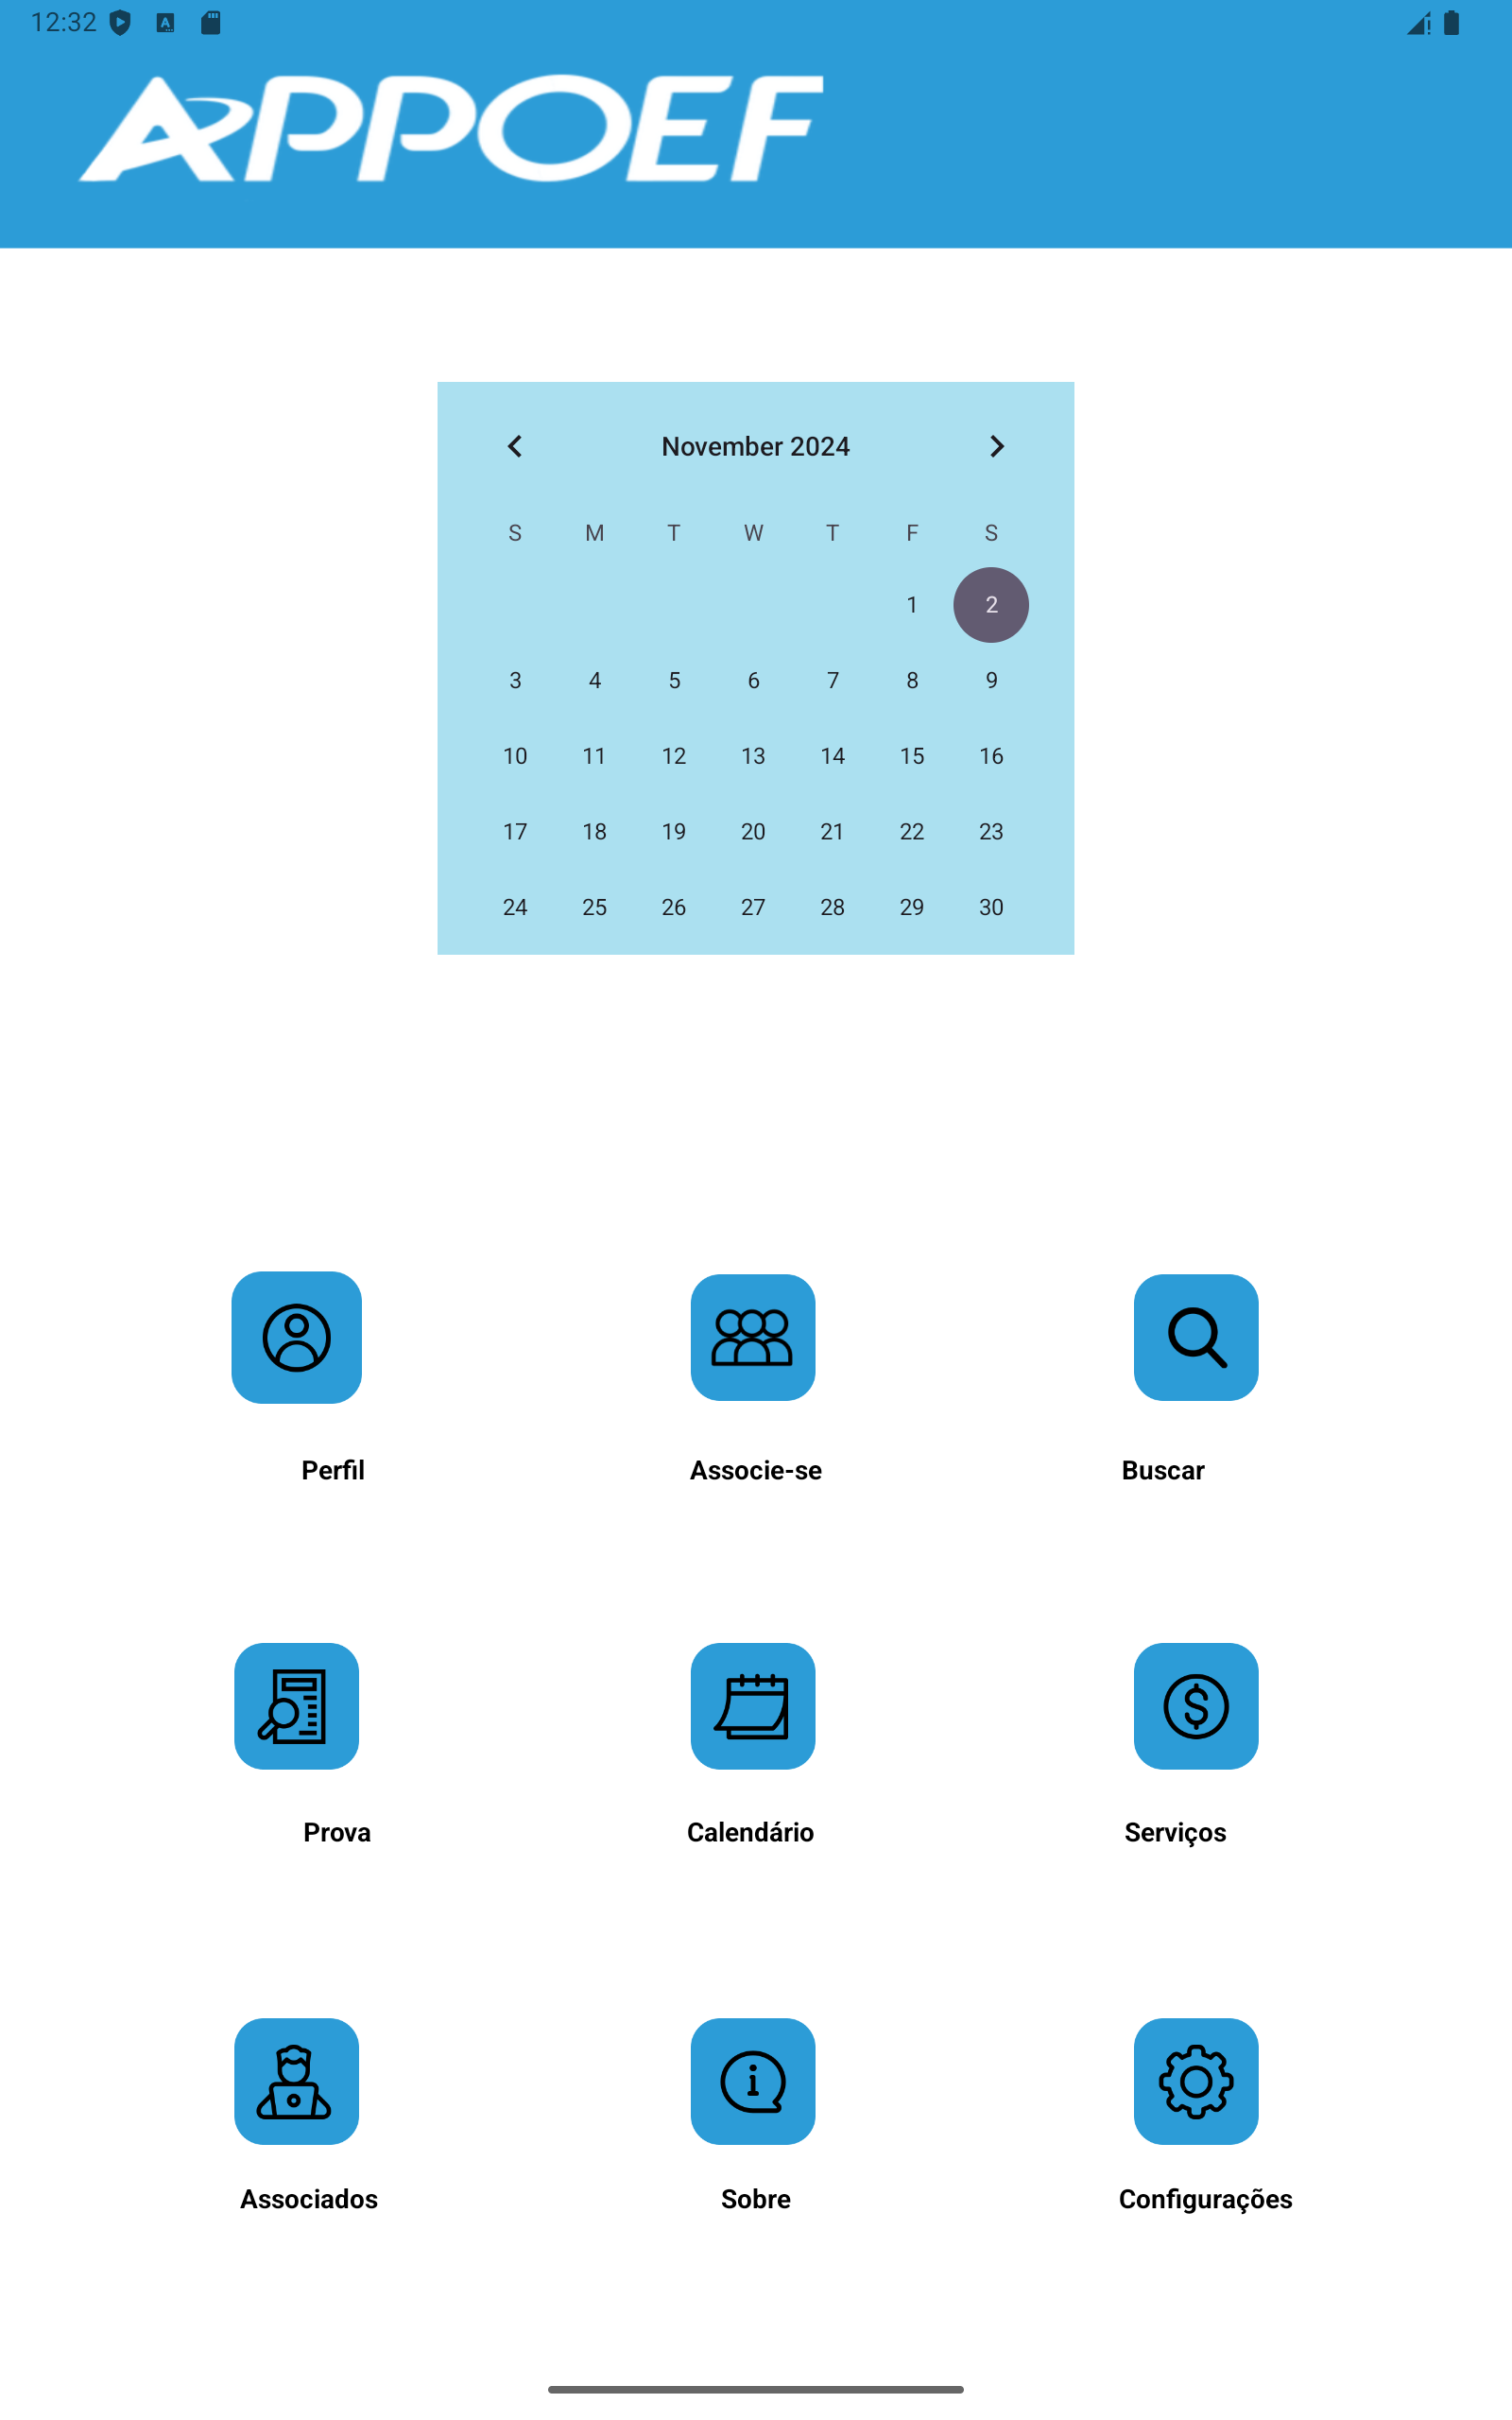 12:32
APPOEF
November 2024
S M T W T F S
1 2
3 4 5 6 7 8 9
10 11 12 13 14 15 16
17 18 19 20 21 22 23
24 25 26 27 28 29 30
Perfil Associe-se Buscar
Prova Calendário Serviços
Associados Sobre Configurações